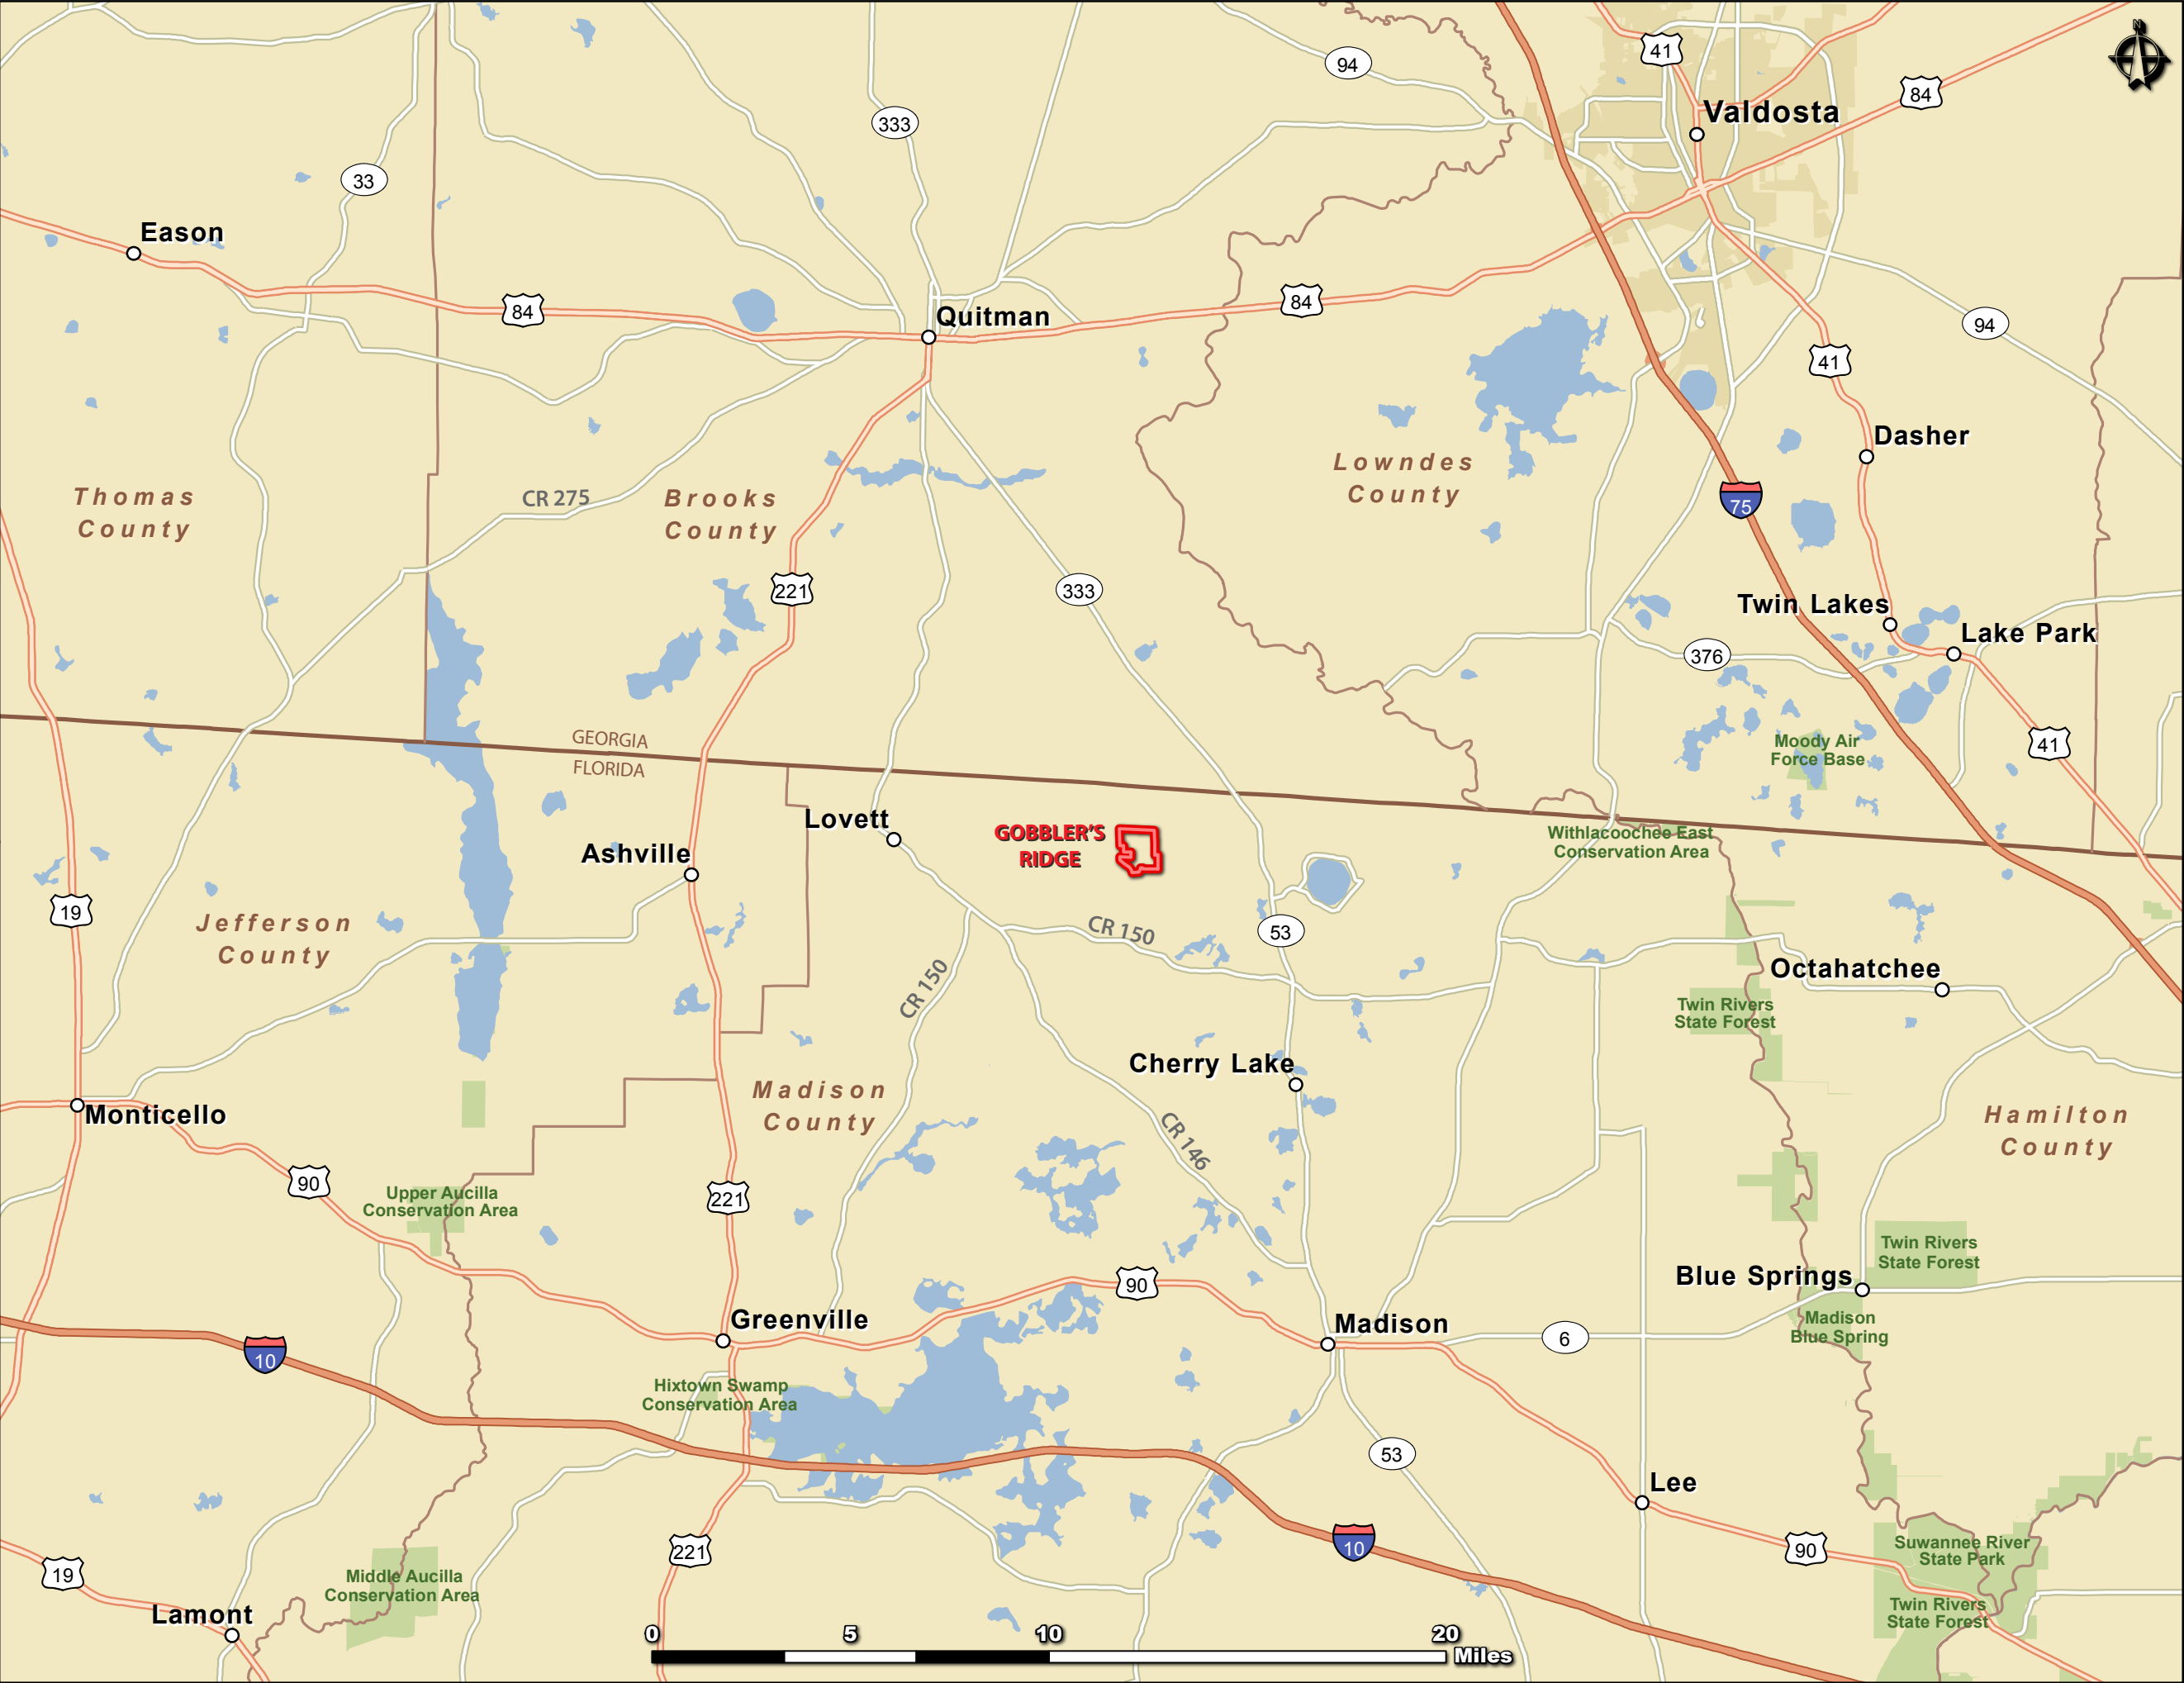 N
41
94
84
Valdosta
333
33
Eason
84
Quitman
84
94
41
Dasher
Lowndes
County
Thomas
County
CR 275
Brooks
County
75
221
333
Twin Lakes
Lake Park
376
GEORGIA
FLORIDA
Moody Air
Force Base
41
Lovett
GOBBLER'S
RIDGE
Withlacoochee East
Conservation Area
Ashville
19
Jefferson
County
CR 150
53
CR 150
Octahatchee
Twin Rivers
State Forest
Cherry Lake
Madison
County
Monticello
CR 146
Hamilton
County
90
Upper Aucilla
Conservation Area
221
Twin Rivers
State Forest
90
Blue Springs
Greenville
Madison
6
Madison
Blue Spring
10
Hixtown Swamp
Conservation Area
53
Lee
221
10
90
Suwannee River
State Park
19
Middle Aucilla
Conservation Area
Lamont
Twin Rivers
State Forest
0 5 10 20
Miles